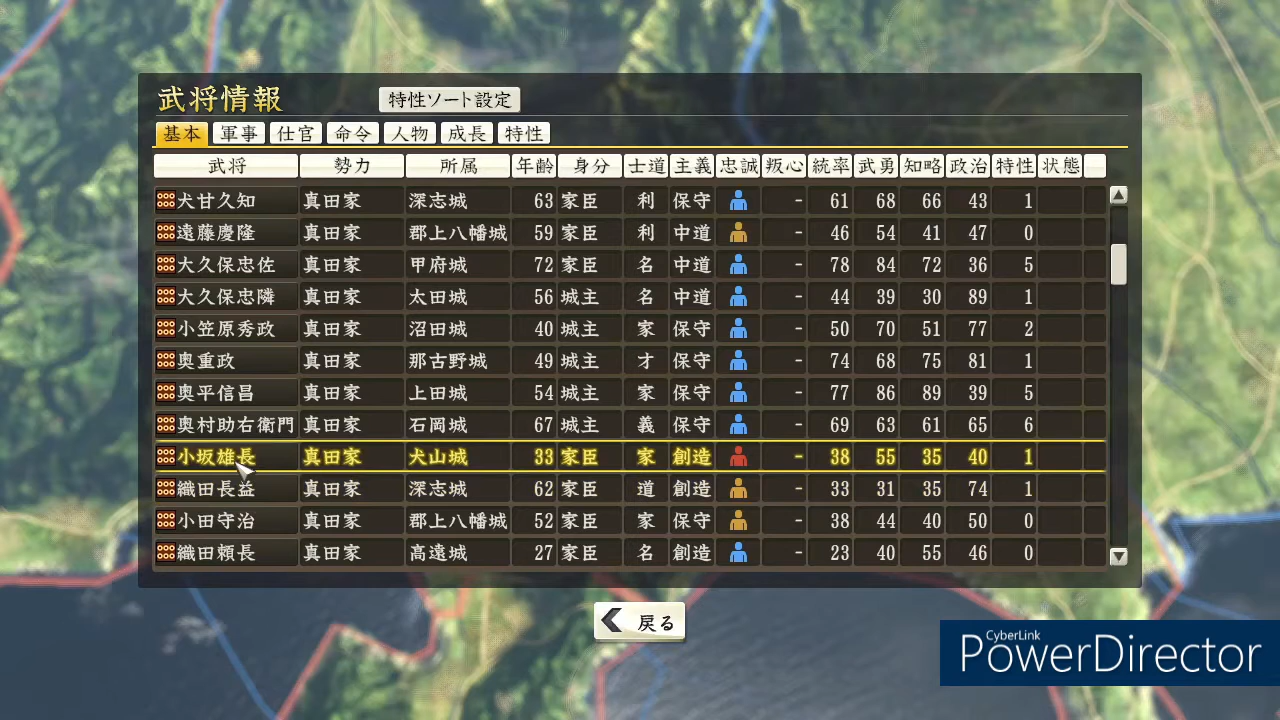 武将情報 特性ソート設定
基本 軍事 仕官 命令 人物 成長 特性
武将 勢力 所属 年齢 身分 士道 主義 忠誠 叛心 統率 武勇 知略 政治 特性 状態
犬甘久知 真田家 深志城 63 家臣 利 保守 - 61 68 66 43 1
遠藤慶隆 真田家 郡上八幡城 59 家臣 利 中道 - 46 54 41 47 0
大久保忠佐 真田家 甲府城 72 家臣 名 中道 - 78 84 72 36 5
大久保忠隣 真田家 太田城 56 城主 名 中道 - 44 39 30 89 1
小笠原秀政 真田家 沼田城 40 城主 家 保守 - 50 70 51 77 2
奥重政 真田家 那古野城 49 城主 才 保守 - 74 68 75 81 1
奥平信昌 真田家 上田城 54 城主 家 保守 - 77 86 89 39 5
奥村助右衛門 真田家 石岡城 67 城主 義 保守 - 69 63 61 65 6
小坂雄長 真田家 犬山城 33 家臣 家 創造 - 38 55 35 40 1
織田長益 真田家 深志城 62 家臣 道 創造 - 33 31 35 74 1
小田守治 真田家 郡上八幡城 52 家臣 家 保守 - 38 44 40 50 0
織田頼長 真田家 高遠城 27 家臣 名 創造 - 23 40 55 46 0
戻る
CyberLink
PowerDirector